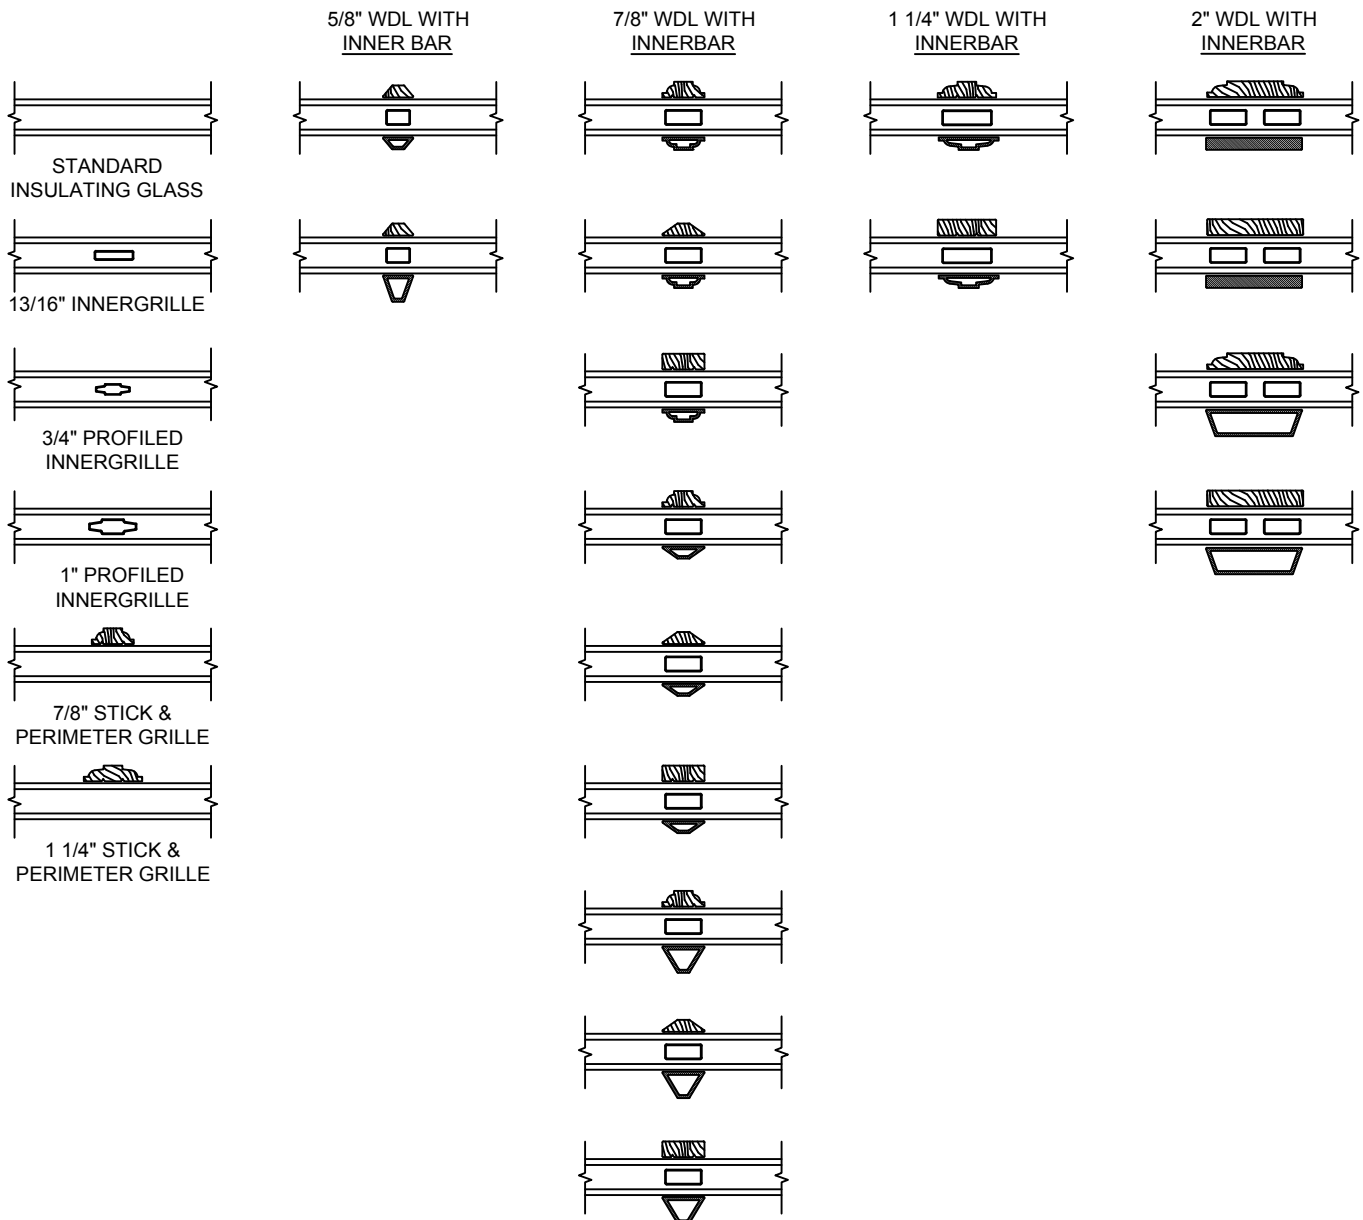 5/8" WDL WITH
INNER BAR
7/8" WDL WITH
INNERBAR
1 1/4" WDL WITH
INNERBAR
2" WDL WITH
INNERBAR
STANDARD
INSULATING GLASS
13/16" INNERGRILLE
3/4" PROFILED
INNERGRILLE
1" PROFILED
INNERGRILLE
7/8" STICK &
PERIMETER GRILLE
1 1/4" STICK &
PERIMETER GRILLE